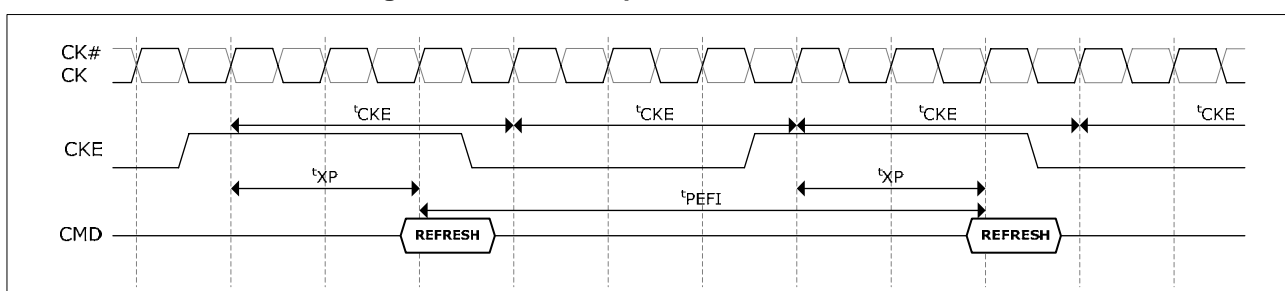 CK#
CK
tCKE tCKE tCKE tCKE
CKE
tXP tXP
tPEFI
CMD REFRESH REFRESH